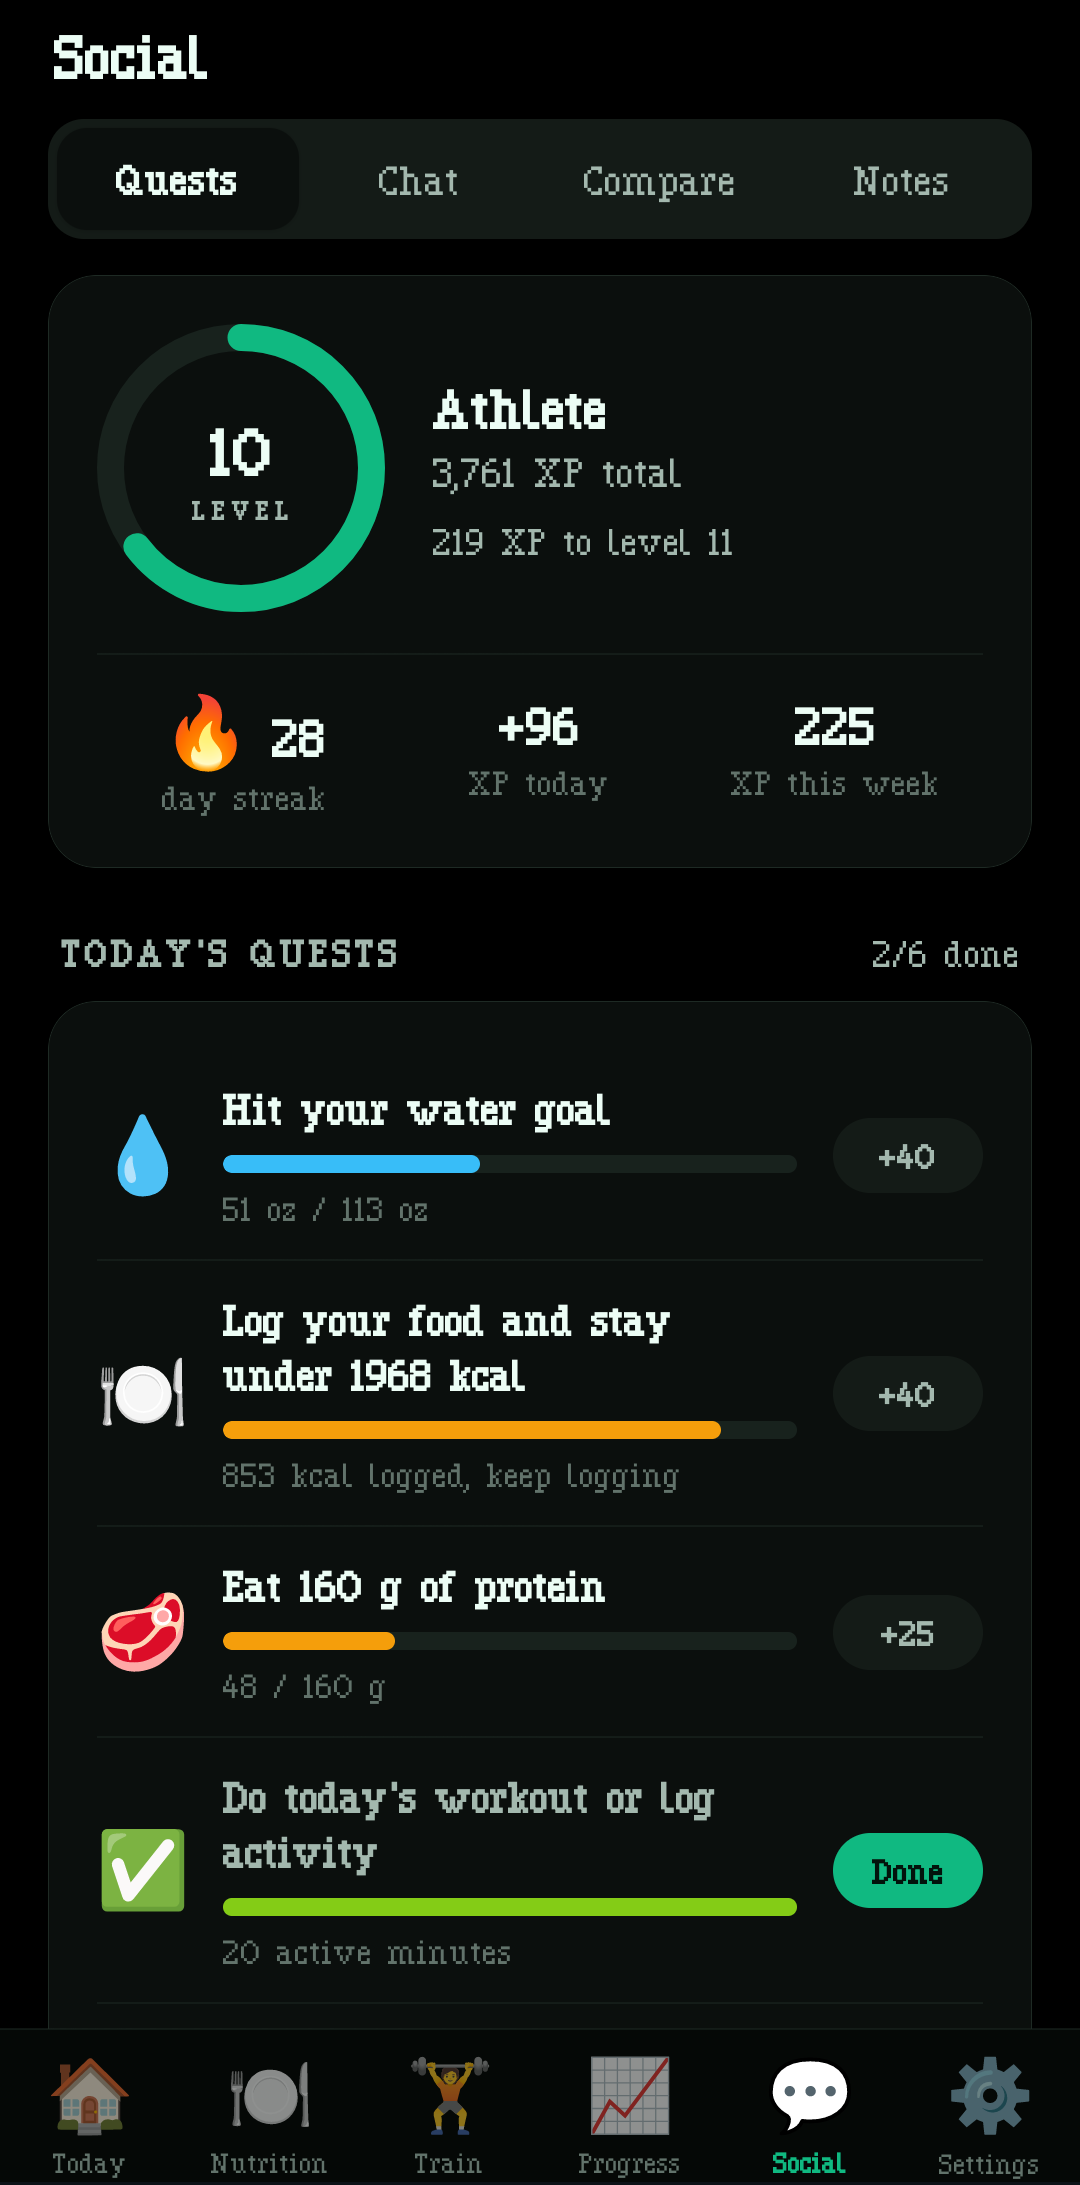 Social
Quests Chat Compare Notes
10
LEVEL
Athlete
3,761 XP total
219 XP to level 11
28
day streak
+96
XP today
225
XP this week
TODAY'S QUESTS
2/6 done
Hit your water goal
51 oz / 113 oz
+40
Log your food and stay
under 1968 kcal
853 kcal logged, keep logging
+40
Eat 160 g of protein
48 / 160 g
+25
Do today's workout or log
activity
20 active minutes
Done
Today Nutrition Train Progress Social Settings